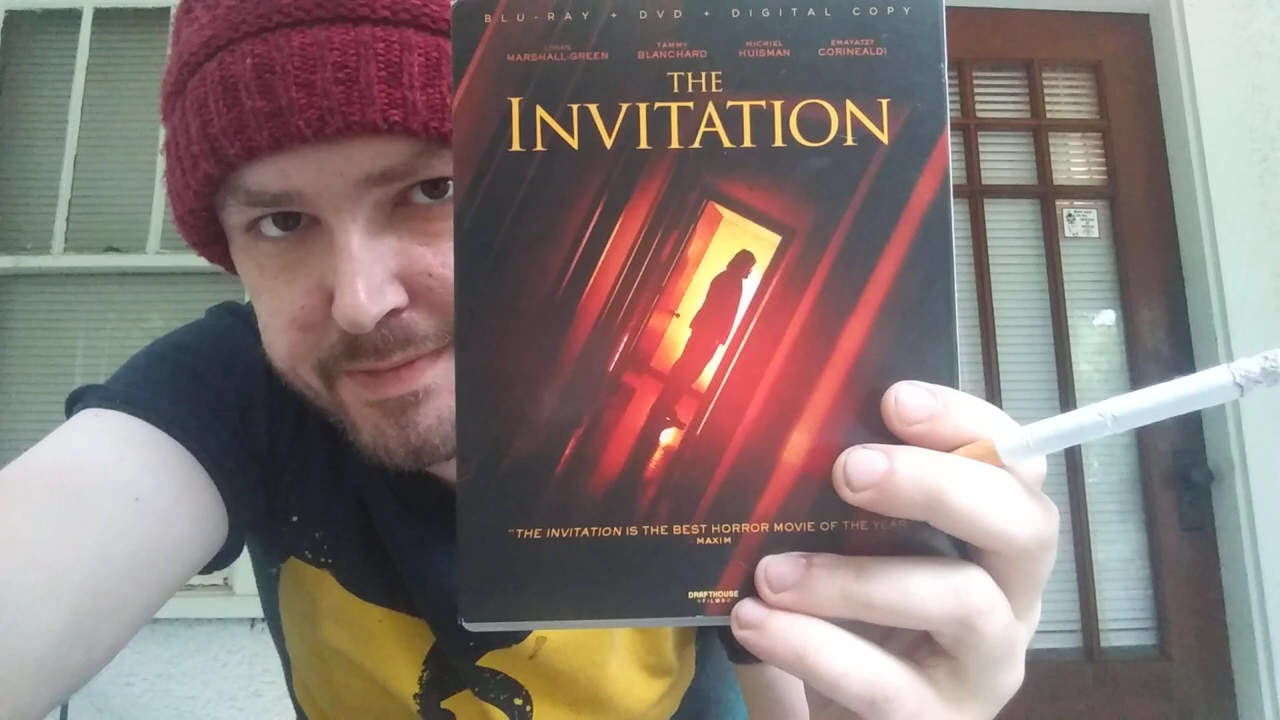 BLU-RAY + DVD + DIGITAL COPY
LOGAN MARSHALL-GREEN TAMMY BLANCHARD MICHIEL HUISMAN EMAYATZY CORINEALDI
THE
INVITATION
"THE INVITATION IS THE BEST HORROR MOVIE OF THE YEAR
MAXIM
DRAFTHOUSE
FILMS